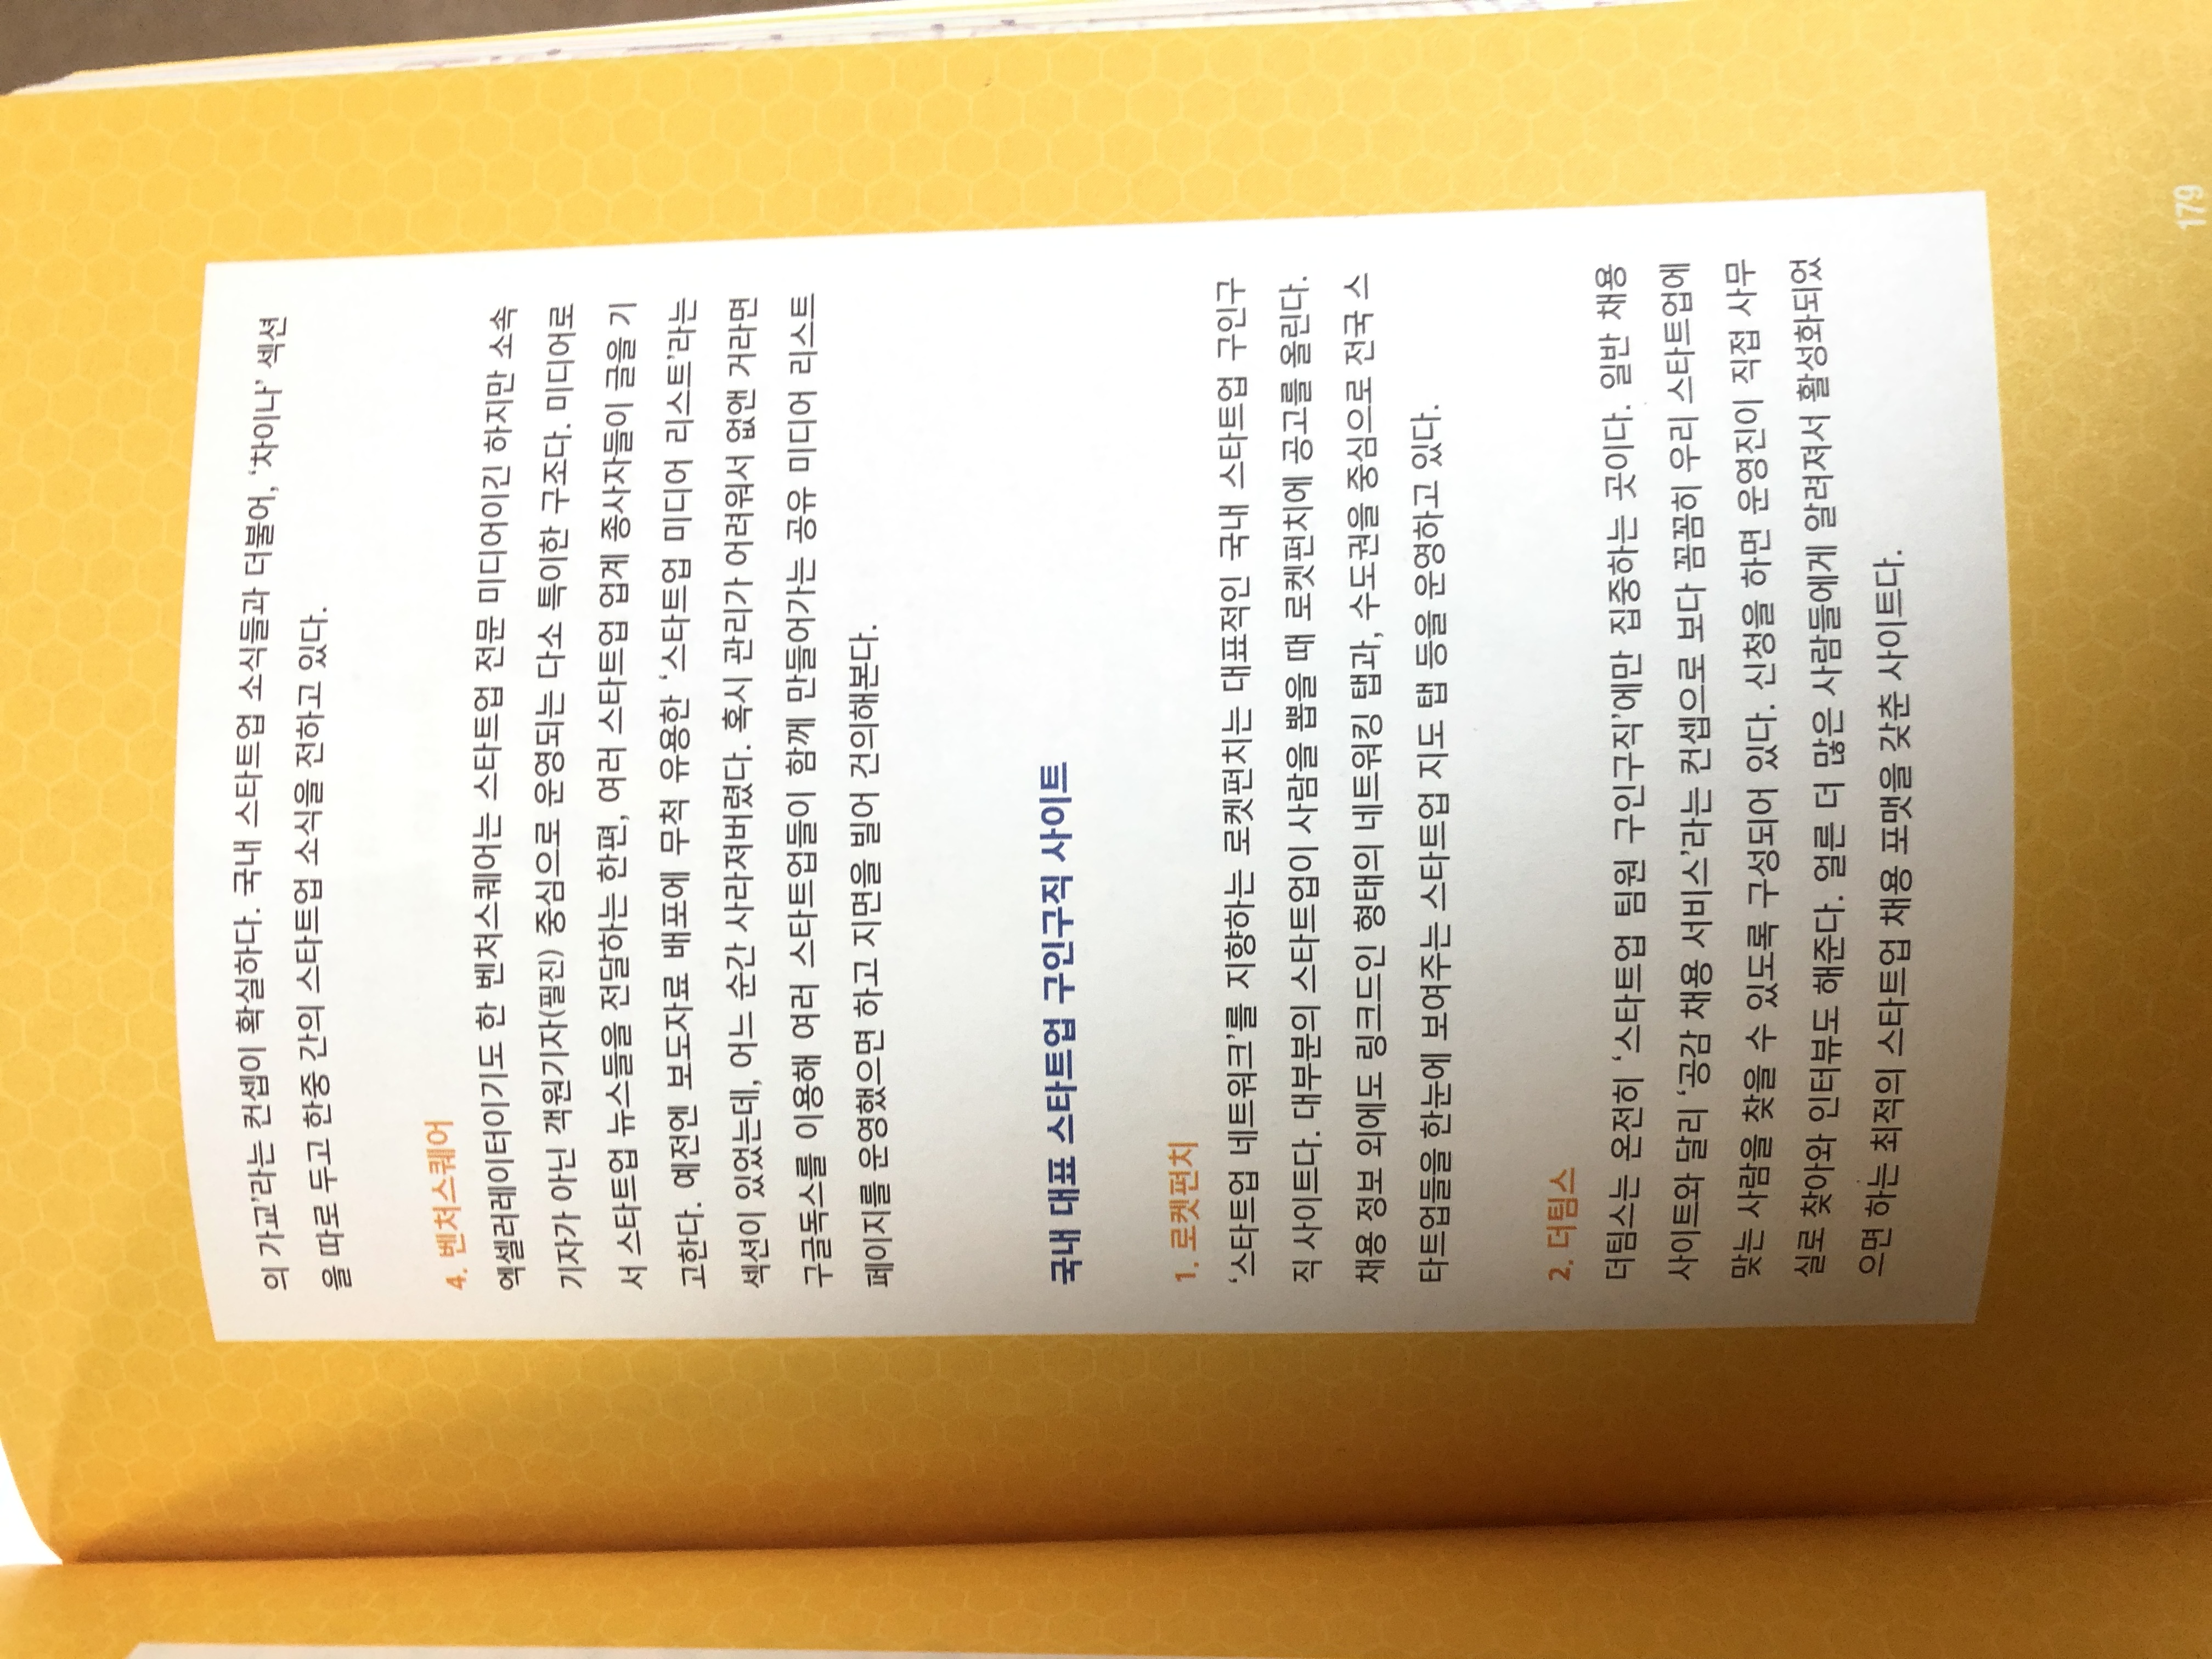 의 가교’라는 컨셉이 확실하다. 국내 스타트업 소식들과 더불어, ‘차이나’ 섹션
을 따로 두고 한중 간의 스타트업 소식을 전하고 있다.
4. 벤처스퀘어
엑셀러레이터이기도 한 벤처스퀘어는 스타트업 전문 미디어이긴 하지만 소속
기자가 아닌 객원기자(필진) 중심으로 운영되는 다소 특이한 구조다. 미디어로
서 스타트업 뉴스들을 전달하는 한편, 여러 스타트업 업계 종사자들이 글을 기
고한다. 예전엔 보도자료 배포에 무척 유용한 ‘스타트업 미디어 리스트’라는
섹션이 있었는데, 어느 순간 사라져버렸다. 혹시 관리가 어려워서 없앤 거라면
구글독스를 이용해 여러 스타트업들이 함께 만들어가는 공유 미디어 리스트
페이지를 운영했으면 하고 지면을 빌어 건의해본다.
국내 대표 스타트업 구인구직 사이트
1. 로켓펀치
‘스타트업 네트워크’를 지향하는 로켓펀치는 대표적인 국내 스타트업 구인구
직 사이트다. 대부분의 스타트업이 사람을 뽑을 때 로켓펀치에 공고를 올린다.
채용 정보 외에도 링크드인 형태의 네트워킹 탭과, 수도권을 중심으로 전국 스
타트업들을 한눈에 보여주는 스타트업 지도 탭 등을 운영하고 있다.
2. 더팀스
더팀스는 온전히 ‘스타트업 팀원 구인구직’에만 집중하는 곳이다. 일반 채용
사이트와 달리 ‘공감 채용 서비스’라는 컨셉으로 보다 꼼꼼히 우리 스타트업에
맞는 사람을 찾을 수 있도록 구성되어 있다. 신청을 하면 운영진이 직접 사무
실로 찾아와 인터뷰도 해준다. 얼른 더 많은 사람들에게 알려져서 활성화되었
으면 하는 최적의 스타트업 채용 포맷을 갖춘 사이트다.
179